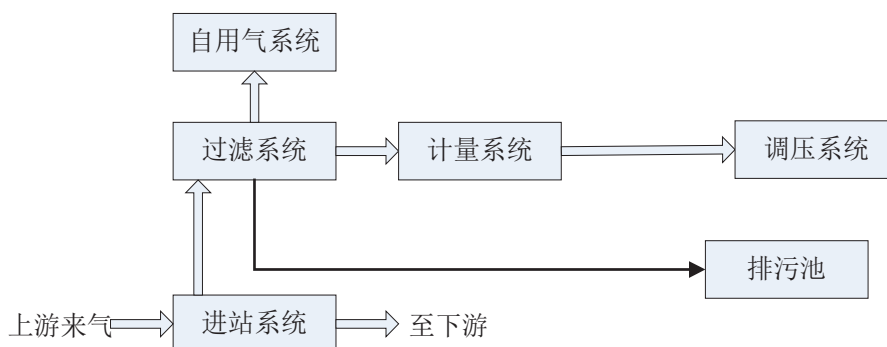 自用气系统
过滤系统
计量系统
调压系统
排污池
上游来气
进站系统
至下游